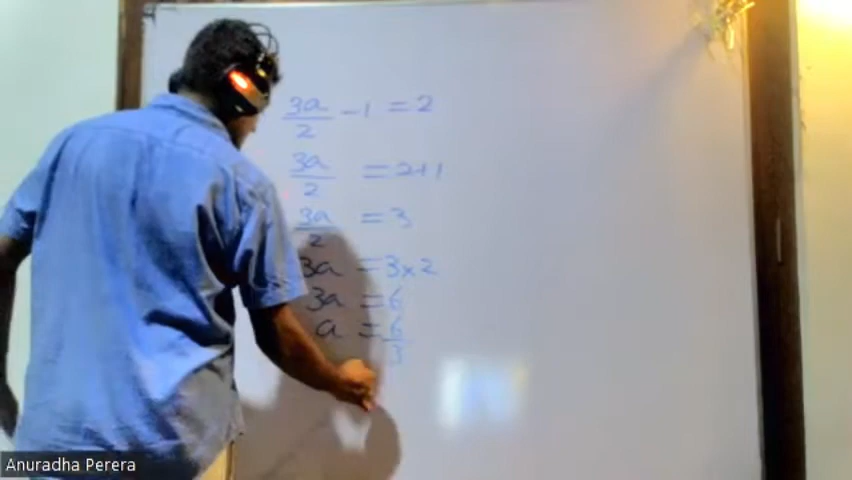 3a/2 - 1 = 2
3a/2 = 2+1
3a/2 = 3
3a = 3x2
3a = 6
a = 6/3
Anuradha Perera